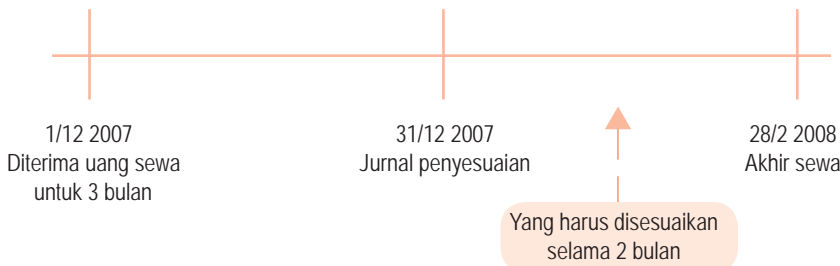 1/12 2007
Diterima uang sewa
untuk 3 bulan
31/12 2007
Jurnal penyesuaian
28/2 2008
Akhir sewa
Yang harus disesuaikan
selama 2 bulan